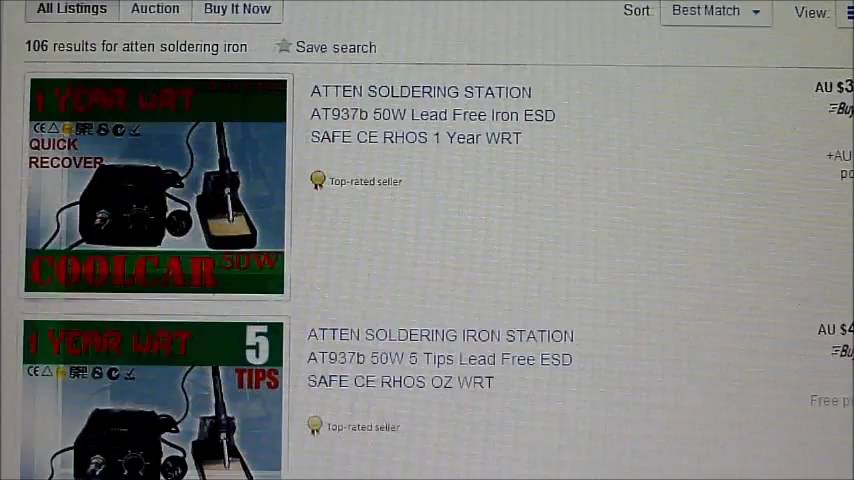 All Listings Auction Buy It Now
Sort: Best Match View:
106 results for atten soldering iron Save search
1 YEAR WRT
QUICK
RECOVER
COOLCAR 50W
ATTEN SOLDERING STATION
AT937b 50W Lead Free Iron ESD
SAFE CE RHOS 1 Year WRT
Top-rated seller
AU $3
Buy
+AU
po
1 YEAR WRT
5
TIPS
ATTEN SOLDERING IRON STATION
AT937b 50W 5 Tips Lead Free ESD
SAFE CE RHOS OZ WRT
Top-rated seller
AU $4
Buy
Free p